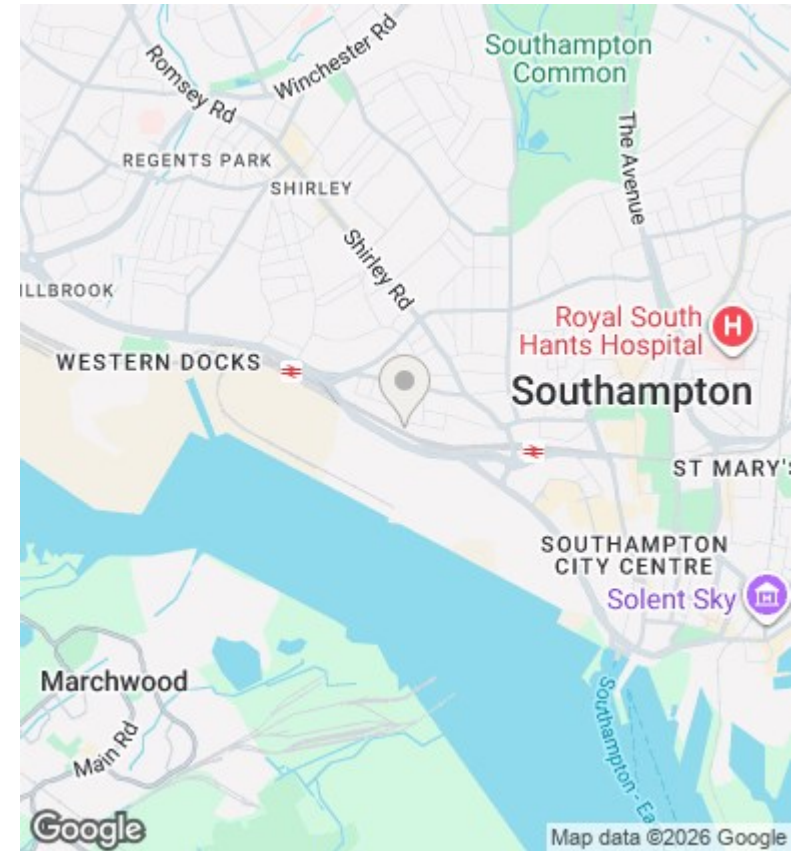 Southampton
Common
Winchester Rd
Romsey Rd
The Avenue
REGENTS PARK
SHIRLEY
Shirley Rd
ILLBROOK
Royal South
Hants Hospital
H
WESTERN DOCKS
Southampton
ST MARY'S
SOUTHAMPTON
CITY CENTRE
Solent Sky
Marchwood
Main Rd
Southampton - Ea
Google
Map data ©2026 Google